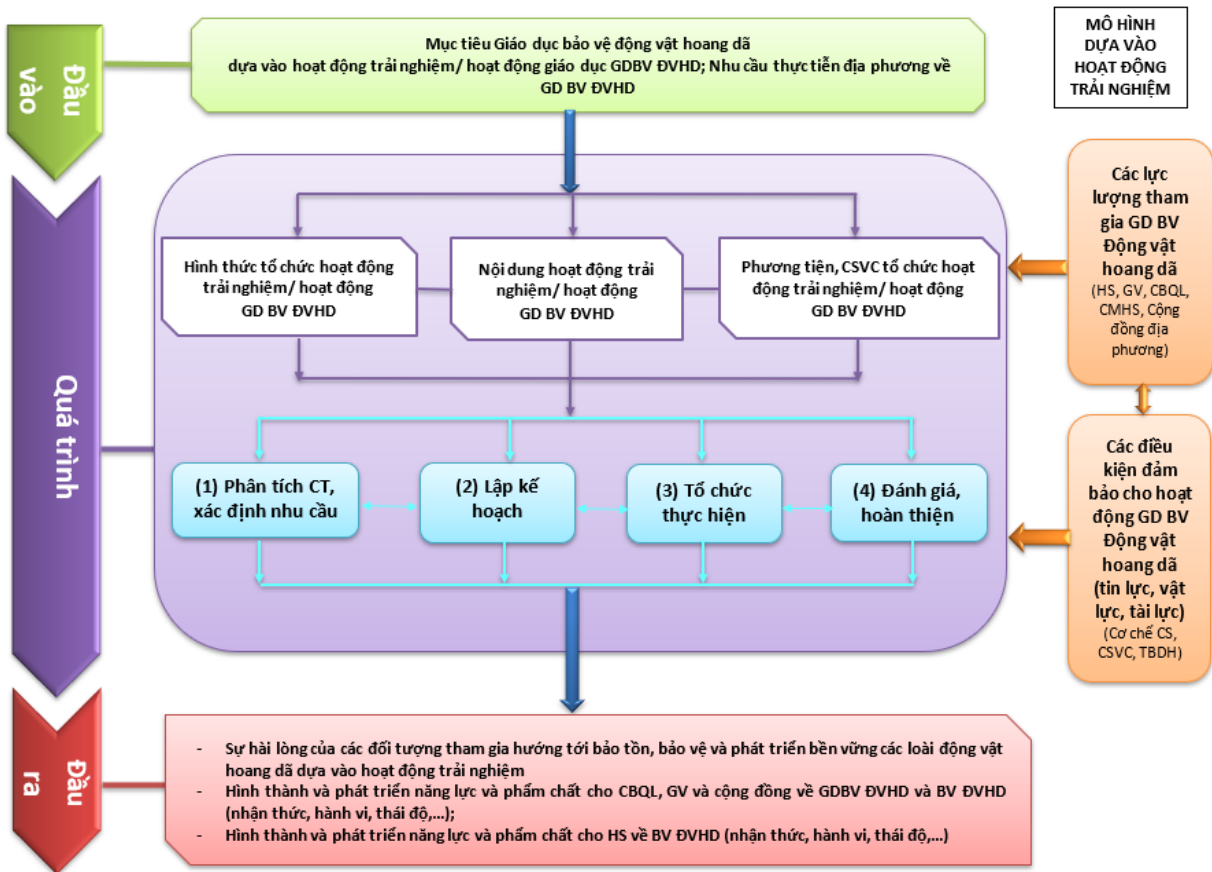 Đầu
vào
Mục tiêu Giáo dục bảo vệ động vật hoang dã
dựa vào hoạt động trải nghiệm/ hoạt động giáo dục GDBV ĐVHD; Nhu cầu thực tiễn địa phương về
GD BV ĐVHD
MÔ HÌNH
DỰA VÀO
HOẠT ĐỘNG
TRẢI NGHIỆM
Quá trình
Hình thức tổ chức hoạt động
trải nghiệm/ hoạt động
GD BV ĐVHD
Nội dung hoạt động trải
nghiệm/ hoạt động
GD BV ĐVHD
Phương tiện, CSVC tổ chức hoạt
động trải nghiệm/ hoạt động
GD BV ĐVHD
Các lực
lượng tham
gia GD BV
Động vật
hoang dã
(HS, GV, CBQL,
CMHS, Cộng
đồng địa
phương)
(1) Phân tích CT,
xác định nhu cầu
(2) Lập kế
hoạch
(3) Tổ chức
thực hiện
(4) Đánh giá,
hoàn thiện
Các điều
kiện đảm
bảo cho hoạt
động GD BV
Động vật
hoang dã
(tin lực, vật
lực, tài lực)
(Cơ chế CS,
CSVC, TBDH)
Đầu
ra
- Sự hài lòng của các đối tượng tham gia hướng tới bảo tồn, bảo vệ và phát triển bền vững các loài động vật
hoang dã dựa vào hoạt động trải nghiệm
- Hình thành và phát triển năng lực và phẩm chất cho CBQL, GV và cộng đồng về GDBV ĐVHD và BV ĐVHD
(nhận thức, hành vi, thái độ,...);
- Hình thành và phát triển năng lực và phẩm chất cho HS về BV ĐVHD (nhận thức, hành vi, thái độ,...)